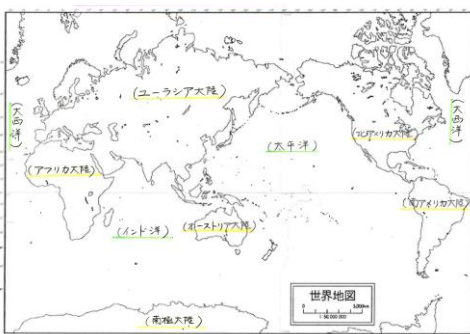 (ユーラシア大陸)
(大西洋)
(大西洋)
(北アメリカ大陸)
(太平洋)
(アフリカ大陸)
(南アメリカ大陸)
(インド洋)
(オーストラリア大陸)
世界地図
(南極大陸)